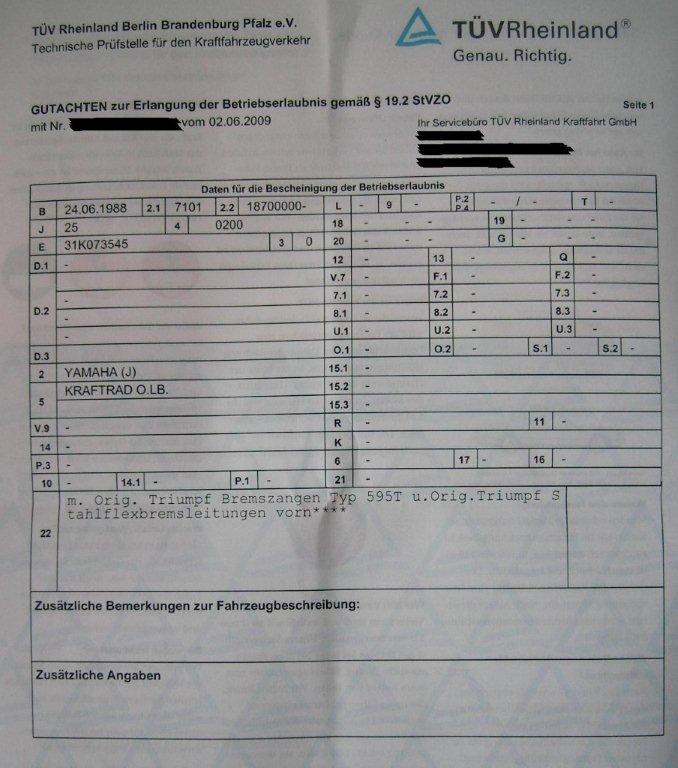 TÜV Rheinland Berlin Brandenburg Pfalz e.V.
Technische Prüfstelle für den Kraftfahrzeugverkehr
TÜVRheinland®
Genau. Richtig.
GUTACHTEN zur Erlangung der Betriebserlaubnis gemäß § 19.2 StVZO
Seite 1
mit Nr. vom 02.06.2009
Ihr Servicebüro TÜV Rheinland Kraftfahrt GmbH
Daten für die Bescheinigung der Betriebserlaubnis
B 24.06.1988 2.1 7101 2.2 18700000- L - 9 - P.2 P.4 - / - T -
J 25 4 0200 18 - - - 19 - - -
E 31K073545 3 0 20 - - - G - - -
D.1 - 12 - 13 - Q -
D.2 - V.7 - F.1 - F.2 -
- 7.1 - 7.2 - 7.3 -
- 8.1 - 8.2 - 8.3 -
- U.1 - U.2 - U.3 -
D.3 O.1 - O.2 - S.1 - S.2 -
2 YAMAHA (J) 15.1 -
5 KRAFTRAD O.LB. 15.2 -
15.3 -
V.9 - R - 11 -
14 - K -
P.3 - 6 - 17 - 16 -
10 - 14.1 - P.1 - 21 -
22 m. Orig. Triumpf Bremszangen Typ 595T u.Orig.Triumpf S
tahlflexbremsleitungen vorn****
Zusätzliche Bemerkungen zur Fahrzeugbeschreibung:
Zusätzliche Angaben